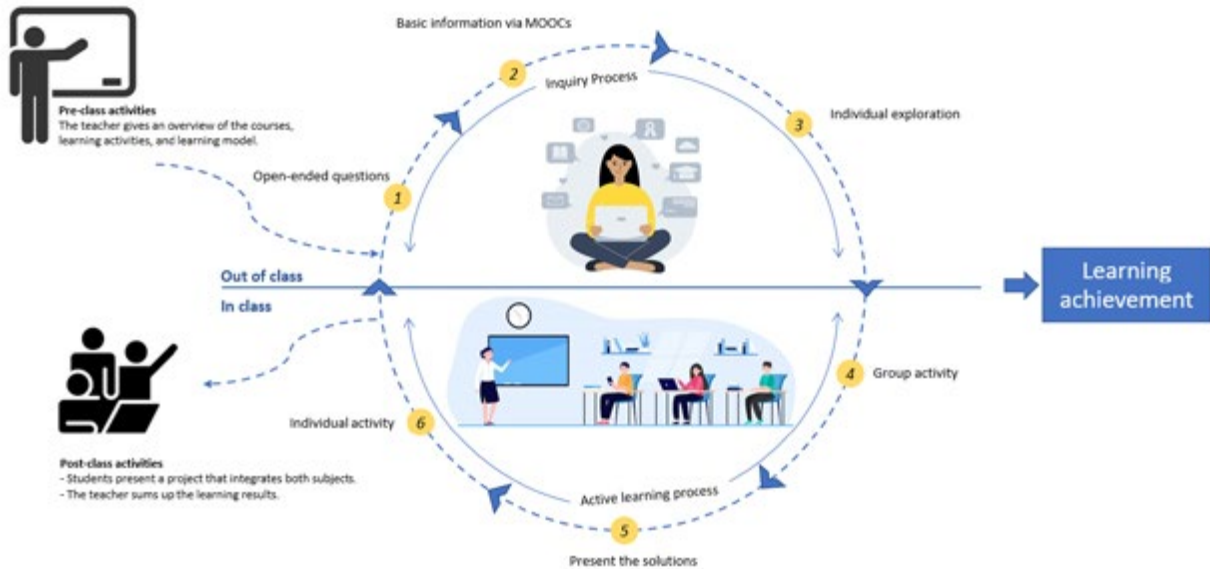 Basic information via MOOCs
2
Inquiry Process
Pre-class activities
The teacher gives an overview of the courses,
learning activities, and learning model.
3
Individual exploration
Open-ended questions
1
Out of class
In class
Learning
achievement
4
Group activity
Individual activity
6
Post-class activities
- Students present a project that integrates both subjects.
- The teacher sums up the learning results.
Active learning process
5
Present the solutions